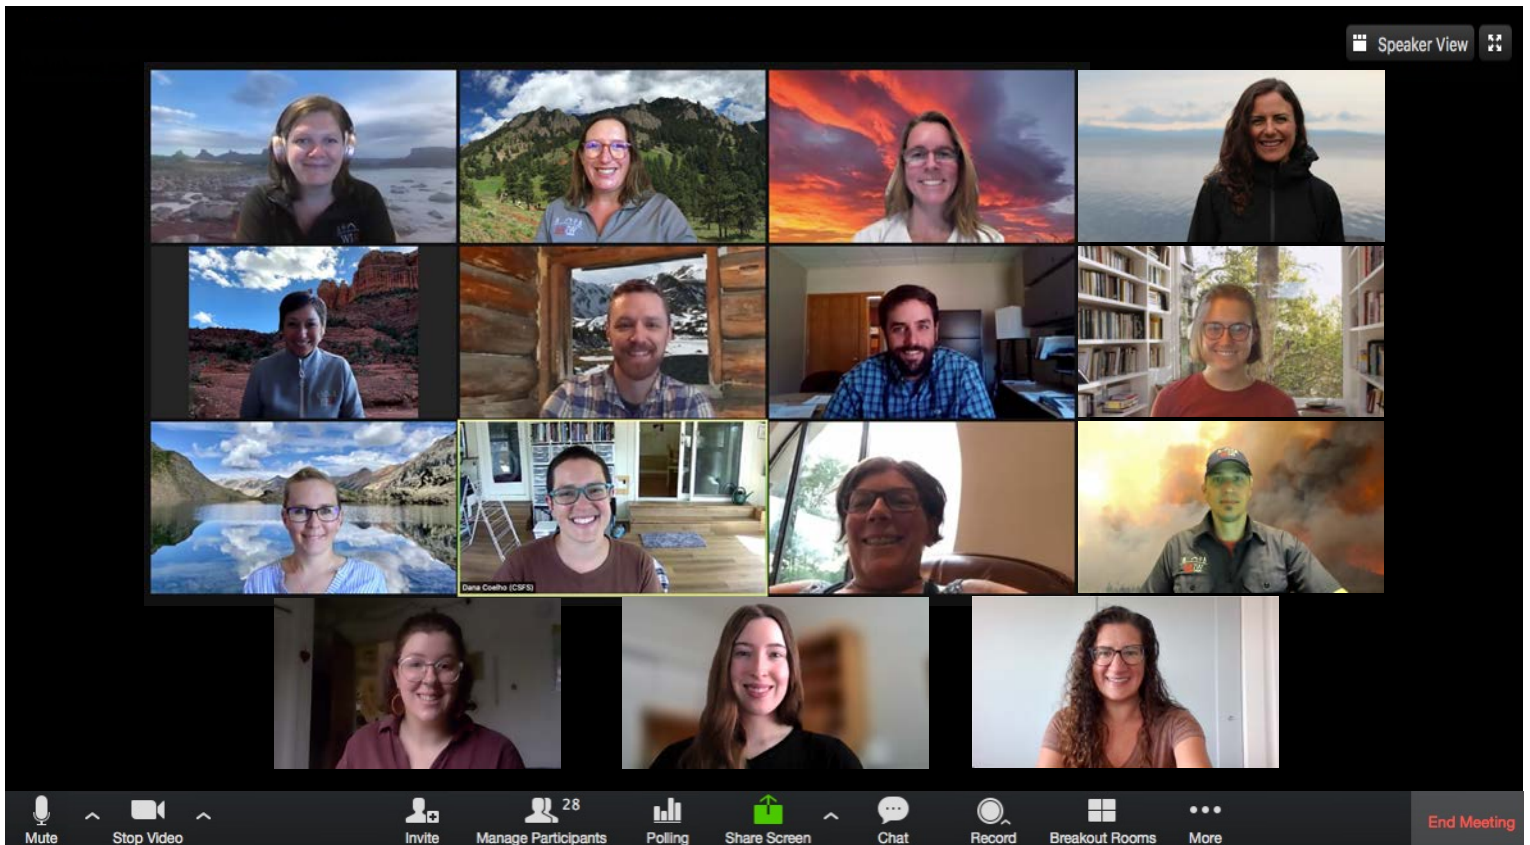 Speaker View
Dana Coelho (CSFS)
28
Mute
Stop Video
Invite
Manage Participants
Polling
Share Screen
Chat
Record
Breakout Rooms
More
End Meeting